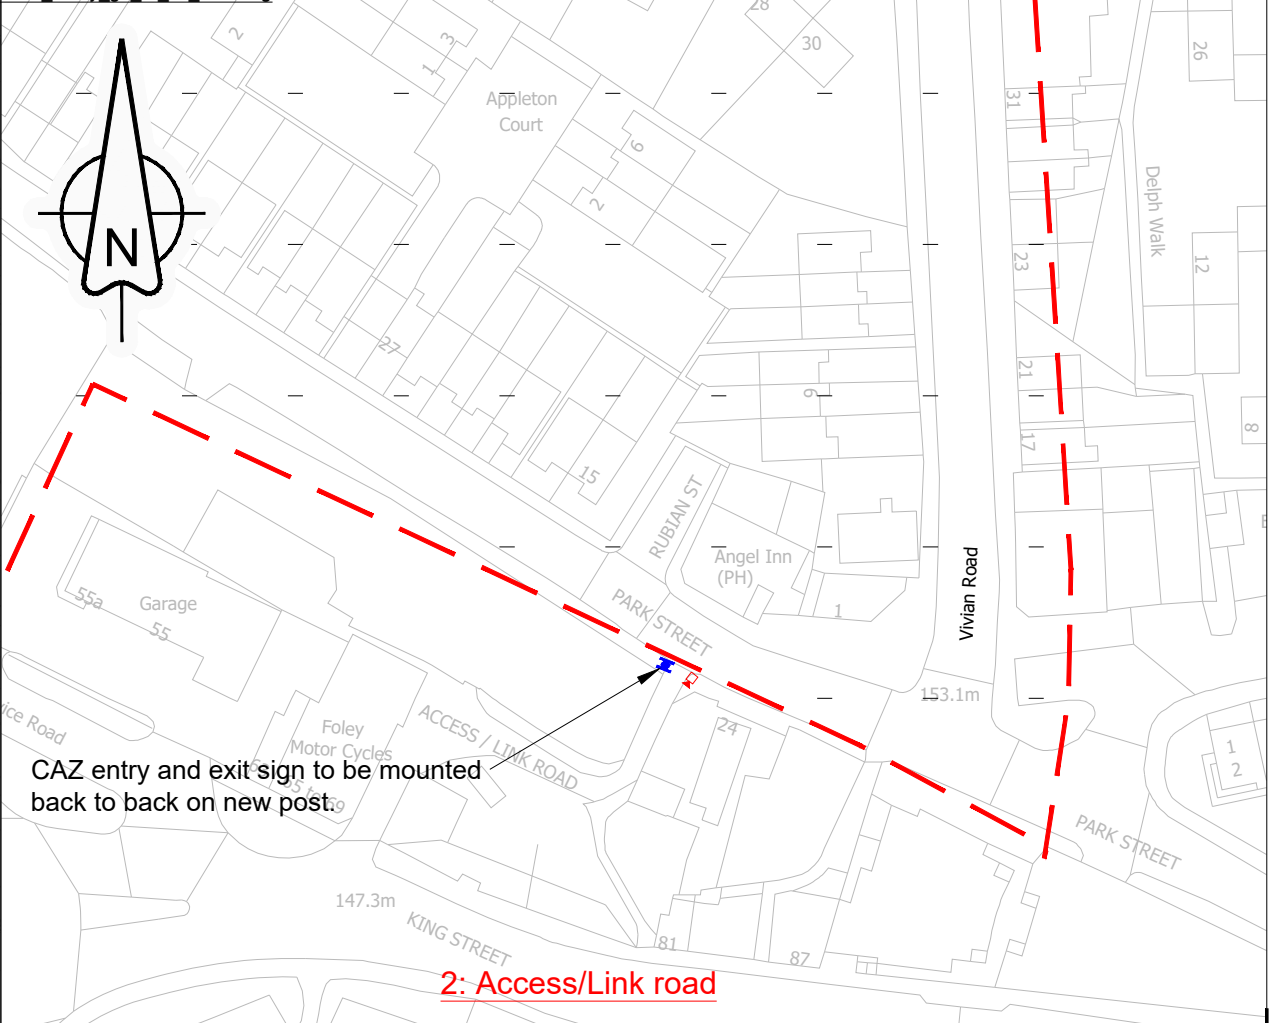 2
3
1
28
30
26
Appleton
Court
31
6
2
Delph Walk
N
23
12
27
21
9
8
17
15
RUBIAN ST
Angel Inn
(PH)
Vivian Road
55a
Garage
55
PARK STREET
1
153.1m
ice Road
Foley
Motor Cycles
ACCESS / LINK ROAD
24
1
2
CAZ entry and exit sign to be mounted
back to back on new post.
PARK STREET
147.3m
KING STREET
81
87
2: Access/Link road